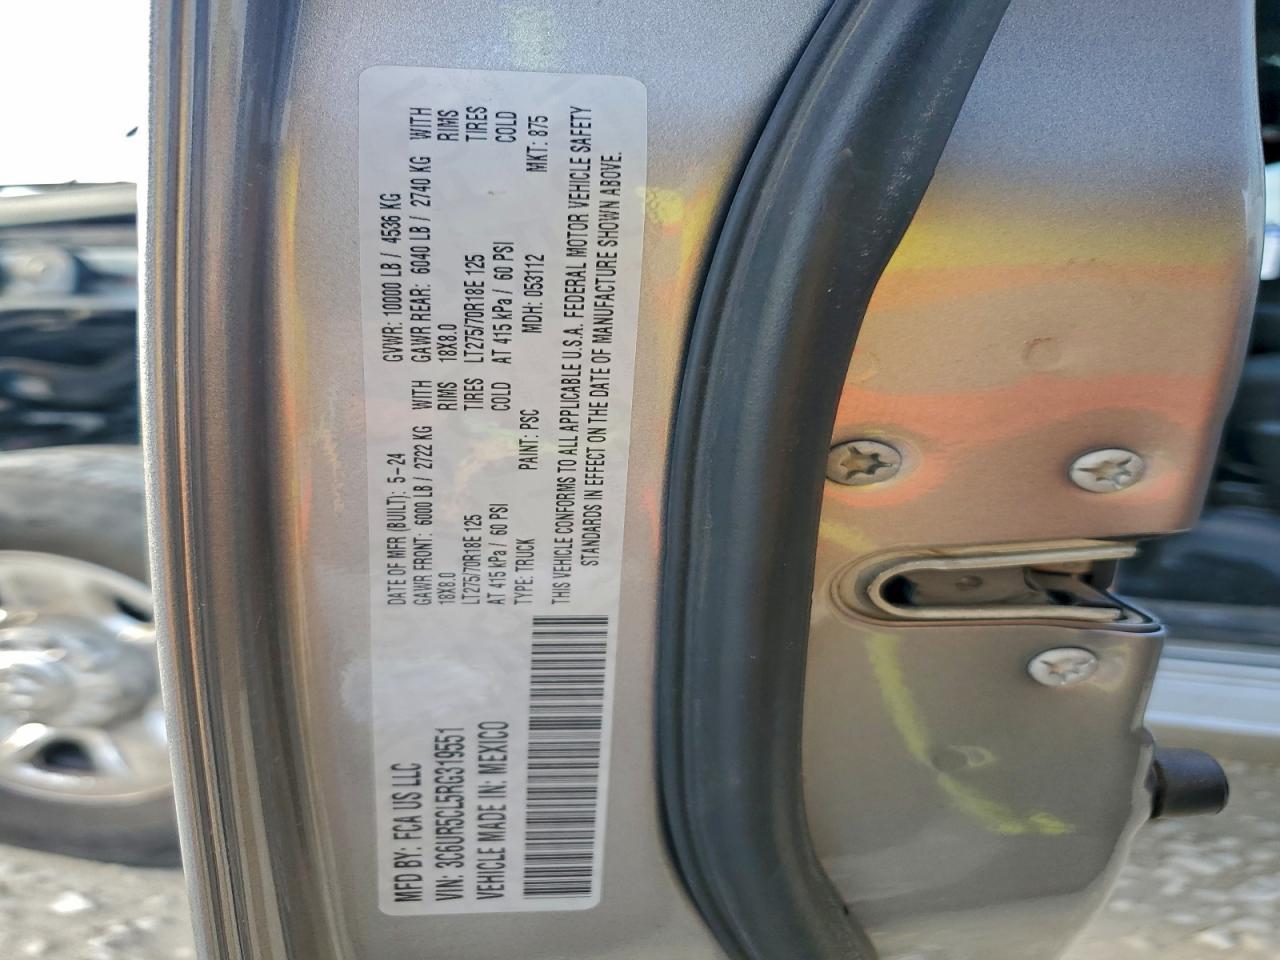 MFD BY: FCA US LLC
VIN: 3C6UR5CL5RG319551
VEHICLE MADE IN: MEXICO
DATE OF MFR (BUILT): 5-24 GVWR: 10000 LB / 4536 KG
GAWR FRONT: 6000 LB / 2722 KG WITH GAWR REAR: 6040 LB / 2740 KG WITH
18X8.0 RIMS 18X8.0 RIMS
LT275/70R18E 125 TIRES LT275/70R18E 125 TIRES
AT 415 kPa / 60 PSI COLD AT 415 kPa / 60 PSI COLD
TYPE: TRUCK PAINT: PSC MDH: 053112 MKT: 875
THIS VEHICLE CONFORMS TO ALL APPLICABLE U.S.A. FEDERAL MOTOR VEHICLE SAFETY
STANDARDS IN EFFECT ON THE DATE OF MANUFACTURE SHOWN ABOVE.